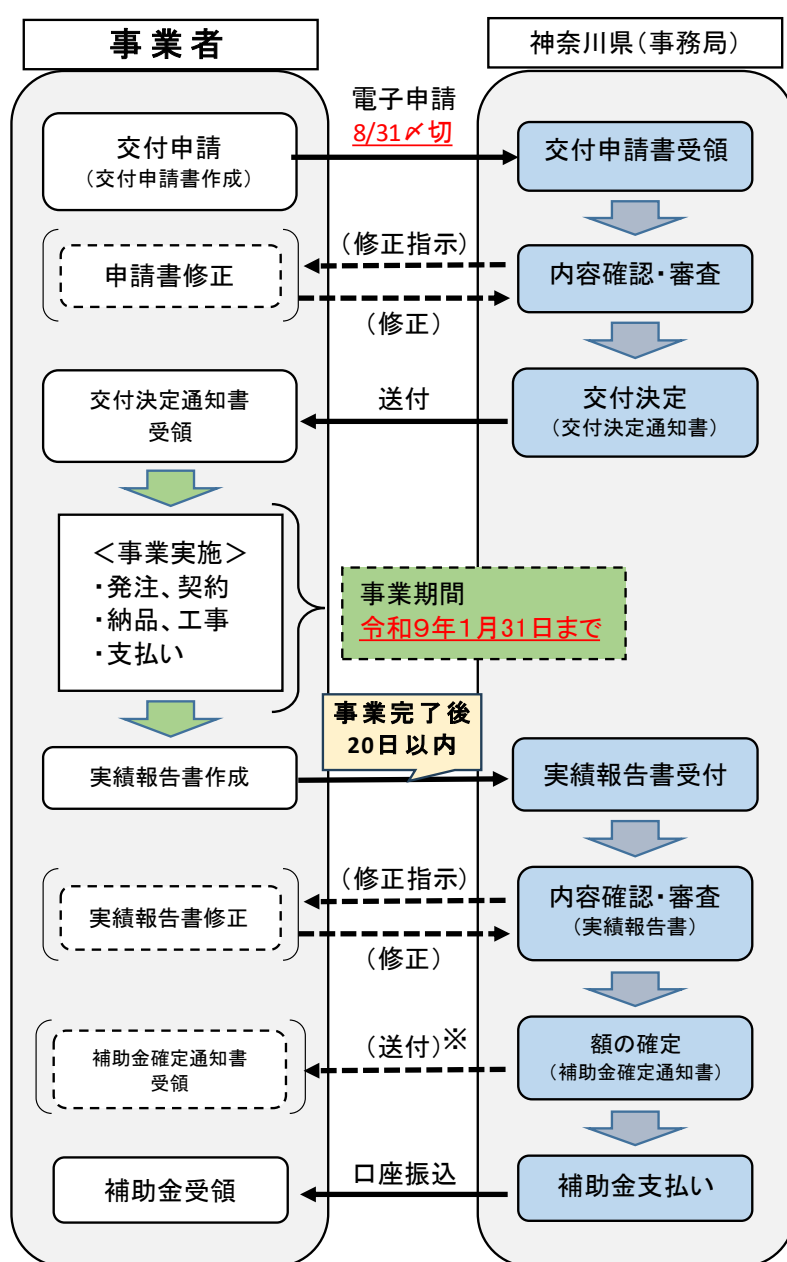 事業者
神奈川県（事務局）
電子申請
8/31〆切
交付申請
（交付申請書作成）
交付申請書受領
（修正指示）
申請書修正
内容確認・審査
（修正）
交付決定通知書
受領
送付
交付決定
（交付決定通知書）
＜事業実施＞
・発注、契約
・納品、工事
・支払い
事業期間
令和９年１月31日まで
事業完了後
20日以内
実績報告書作成
実績報告書受付
（修正指示）
実績報告書修正
内容確認・審査
（実績報告書）
（修正）
（送付）※
補助金確定通知書
受領
額の確定
（補助金確定通知書）
補助金受領
口座振込
補助金支払い